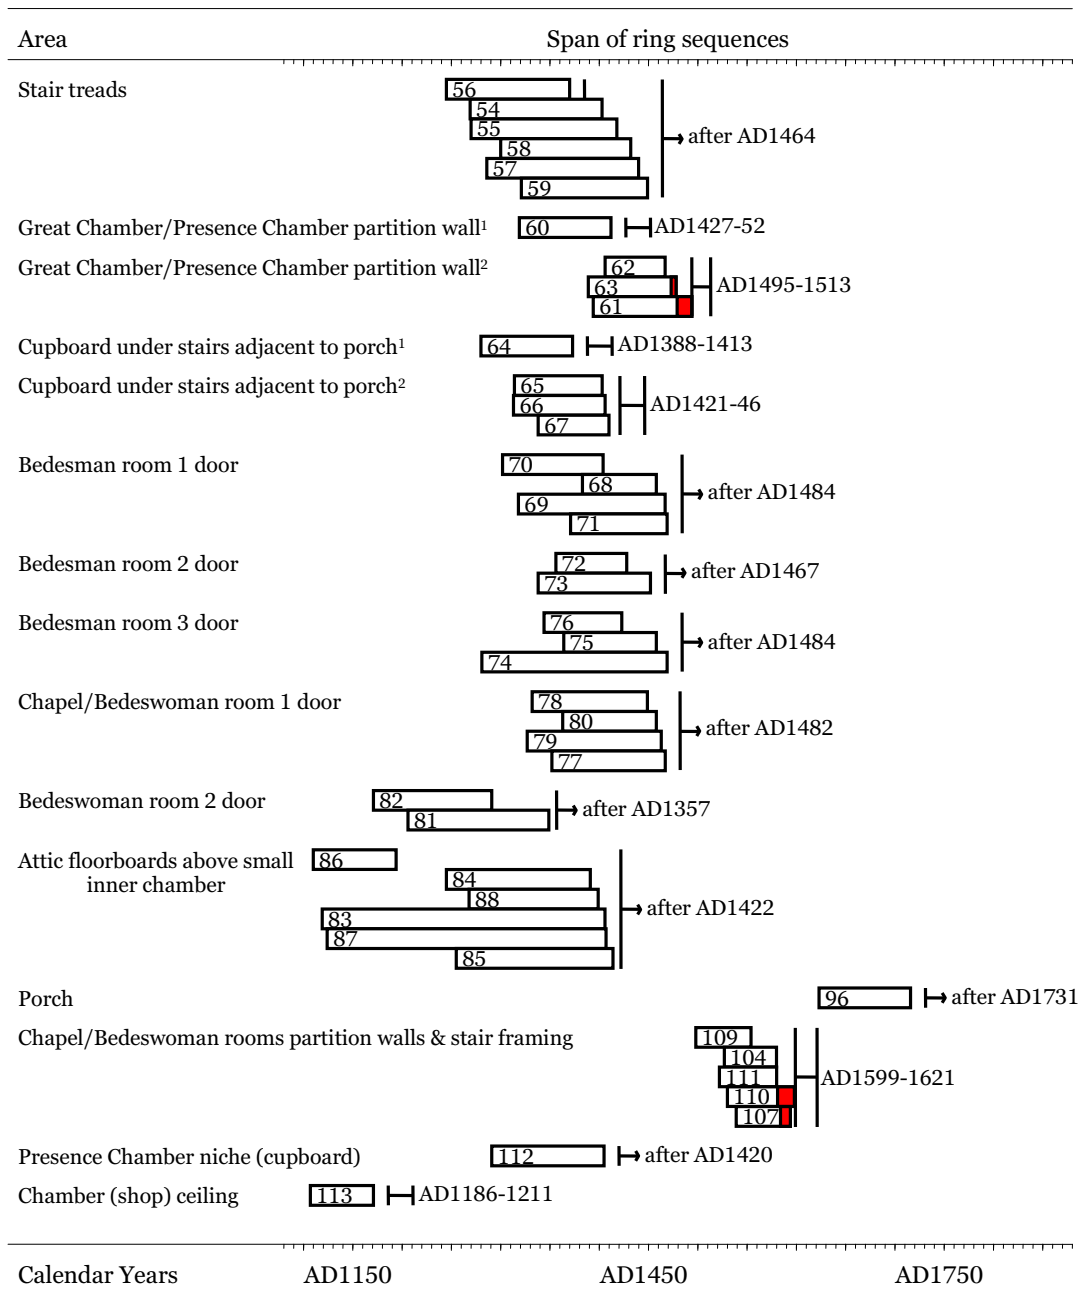 Area Span of ring sequences
Stair treads
56
54
55
58
57
59
after AD1464
Great Chamber/Presence Chamber partition wall¹
60
AD1427-52
Great Chamber/Presence Chamber partition wall²
62
63
61
AD1495-1513
Cupboard under stairs adjacent to porch¹
64
AD1388-1413
Cupboard under stairs adjacent to porch²
65
66
67
AD1421-46
Bedesman room 1 door
70
68
69
71
after AD1484
Bedesman room 2 door
72
73
after AD1467
Bedesman room 3 door
76
75
74
after AD1484
Chapel/Bedeswoman room 1 door
78
80
79
77
after AD1482
Bedeswoman room 2 door
82
81
after AD1357
Attic floorboards above small
inner chamber
86
84
88
83
87
85
after AD1422
Porch
96
after AD1731
Chapel/Bedeswoman rooms partition walls & stair framing
109
104
111
110
107
AD1599-1621
Presence Chamber niche (cupboard)
112
after AD1420
Chamber (shop) ceiling
113
AD1186-1211
Calendar Years AD1150 AD1450 AD1750